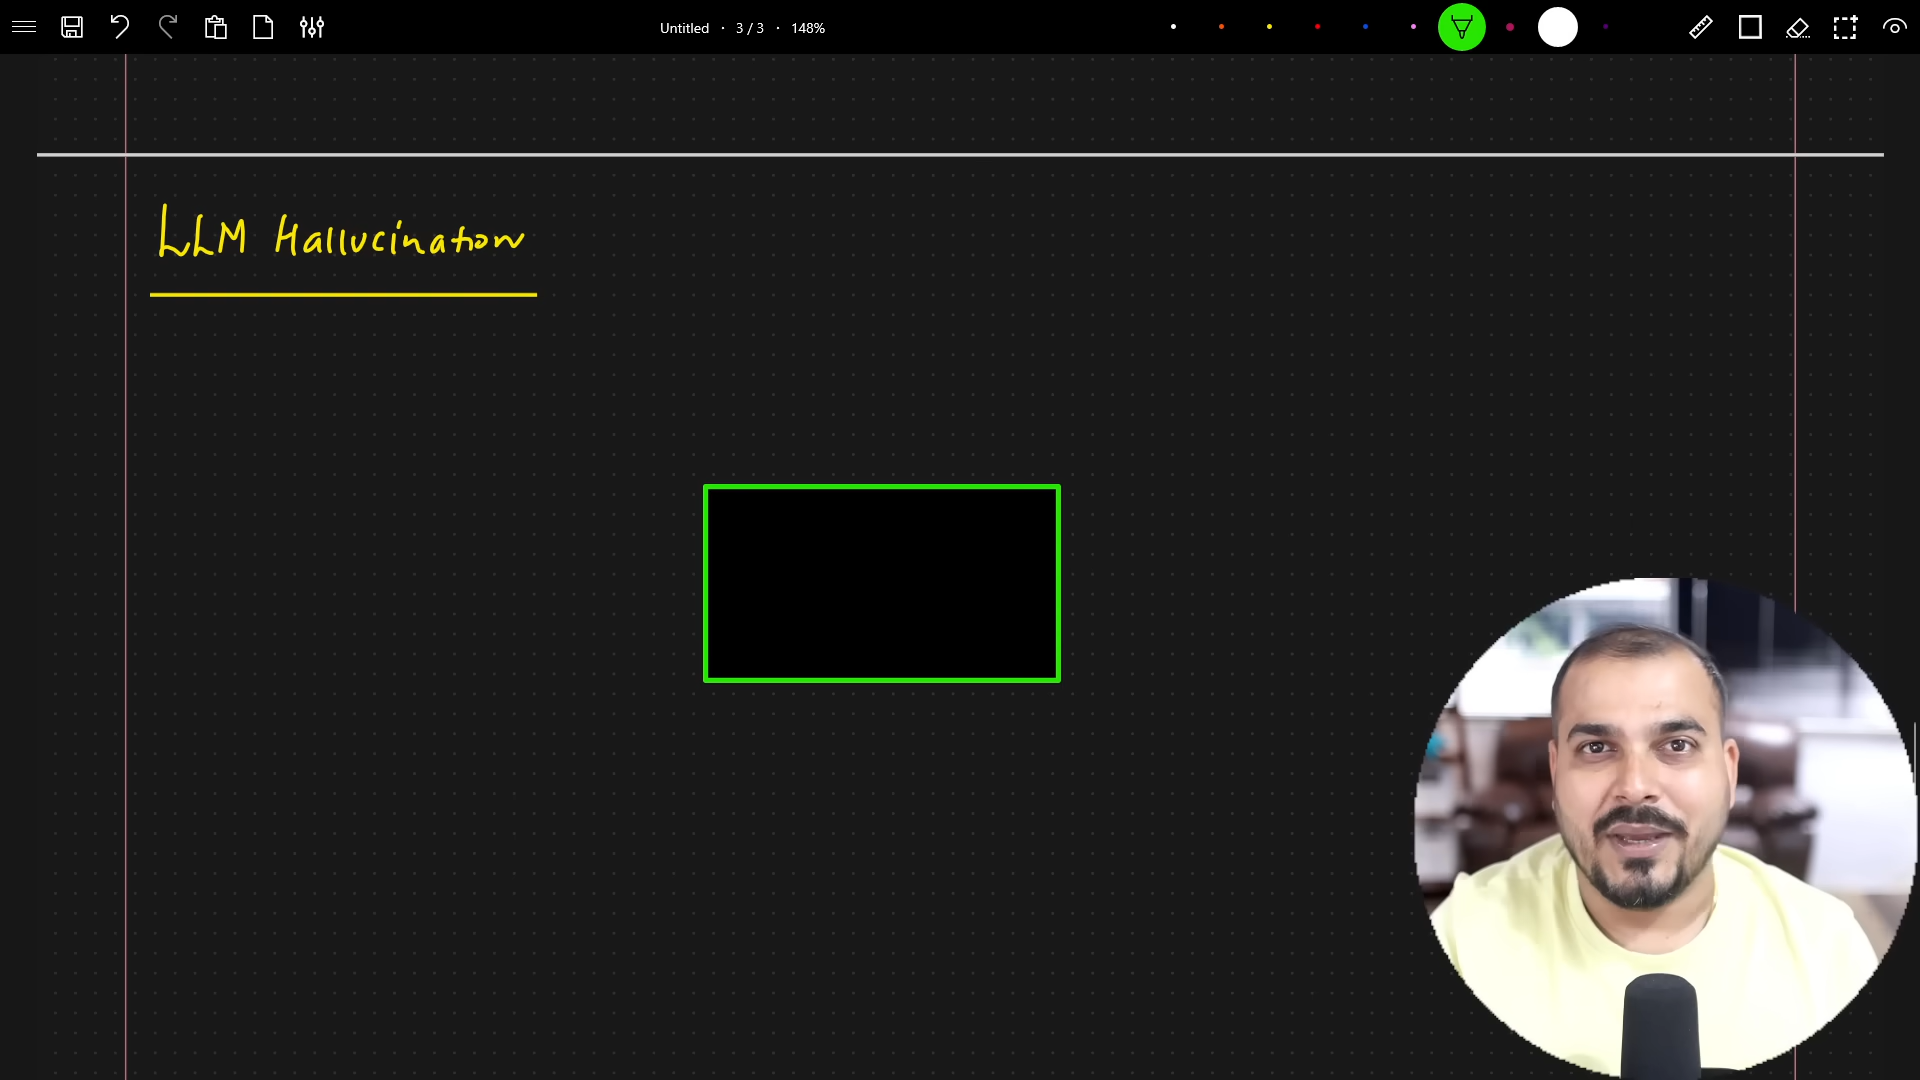 Untitled · 3 / 3 · 148%
LLM Hallucination